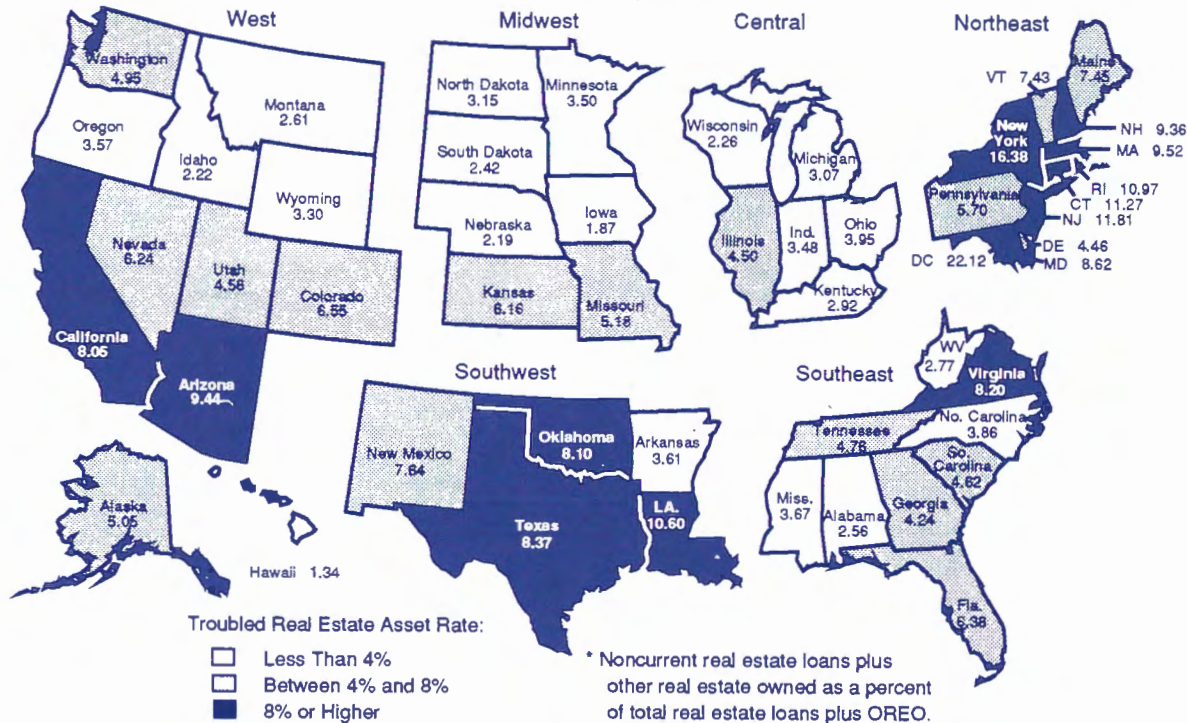 West
Midwest
Central
Northeast
Washington
4.95
Montana
2.61
Oregon
3.57
Idaho
2.22
Wyoming
3.30
Nevada
6.24
Utah
4.58
Colorado
6.55
California
8.05
Arizona
9.44
Alaska
5.05
Hawaii 1.34
North Dakota
3.15
Minnesota
3.50
South Dakota
2.42
Nebraska
2.19
Iowa
1.87
Kansas
6.16
Missouri
5.18
Wisconsin
2.26
Michigan
3.07
Illinois
4.50
Ind.
3.48
Ohio
3.95
Kentucky
2.92
VT 7.43
Maine
7.45
New
York
16.38
NH 9.36
MA 9.52
RI 10.97
CT 11.27
NJ 11.81
Pennsylvania
5.70
DE 4.46
MD 8.62
DC 22.12
Southwest
New Mexico
7.64
Oklahoma
8.10
Arkansas
3.61
Texas
8.37
LA.
10.60
Southeast
WV
2.77
Virginia
8.20
No. Carolina
3.86
Tennessee
4.76
So.
Carolina
4.62
Miss.
3.67
Alabama
2.56
Georgia
4.24
Fla.
6.38
Troubled Real Estate Asset Rate:
Less Than 4%
Between 4% and 8%
8% or Higher
* Noncurrent real estate loans plus
other real estate owned as a percent
of total real estate loans plus OREO.